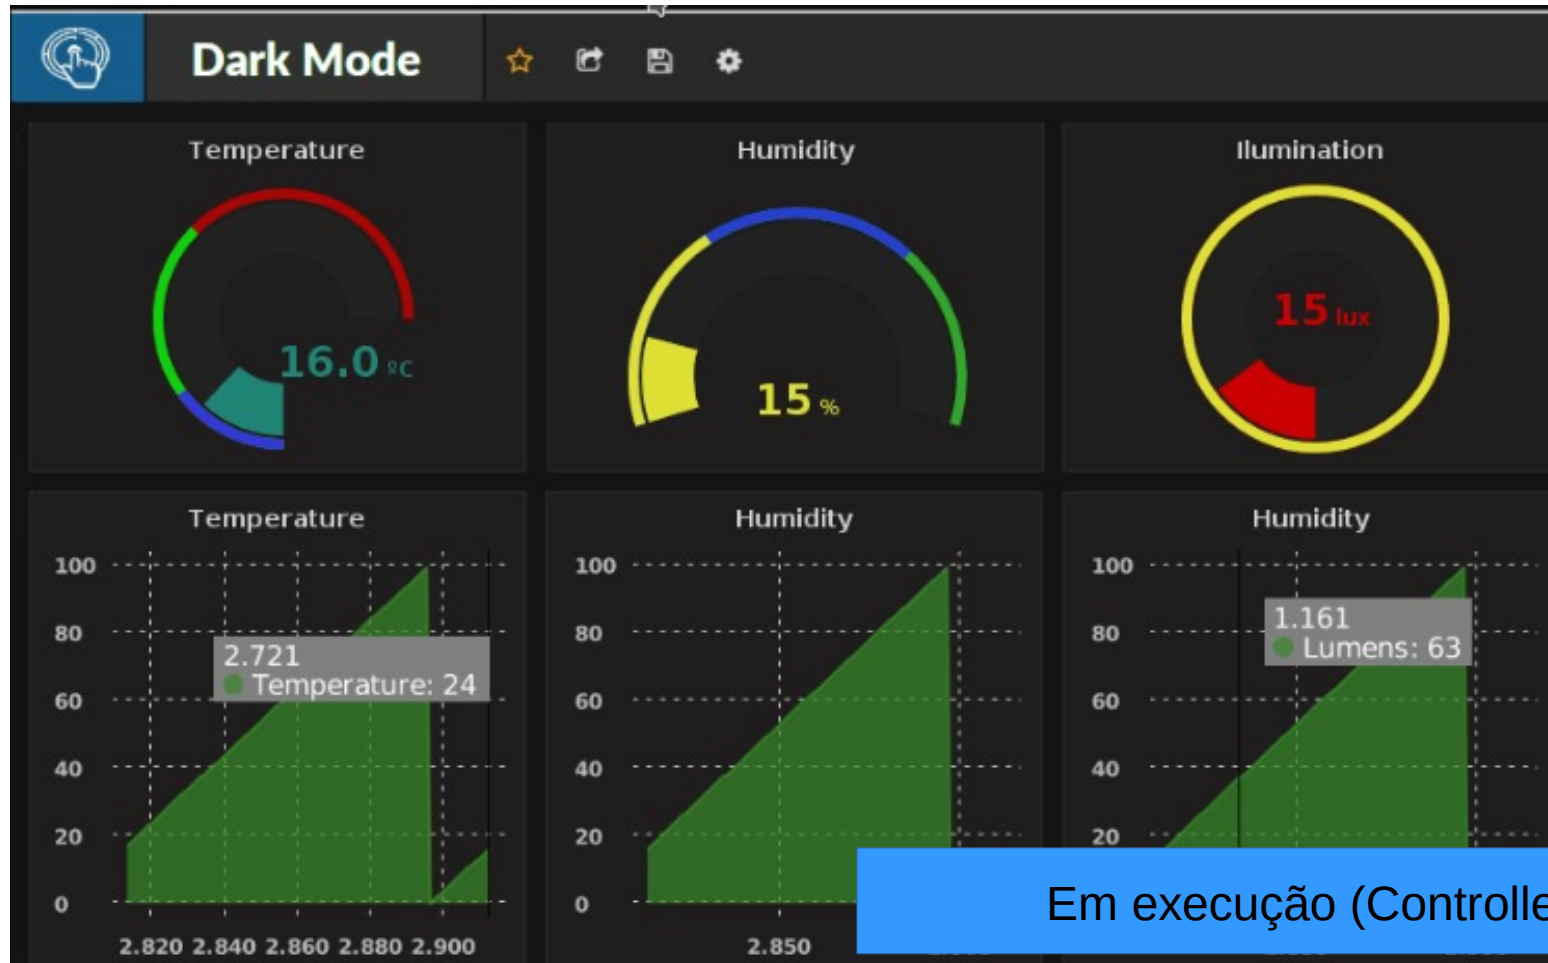 Dark Mode
Temperature
Humidity
Ilumination
16.0 ºC
15 %
15 lux
Temperature
Humidity
Humidity
100
80
60
40
20
0
2.721
Temperature: 24
2.820 2.840 2.860 2.880 2.900
100
80
60
40
20
0
2.850
100
80
60
40
20
1.161
Lumens: 63
Em execução (Controlle